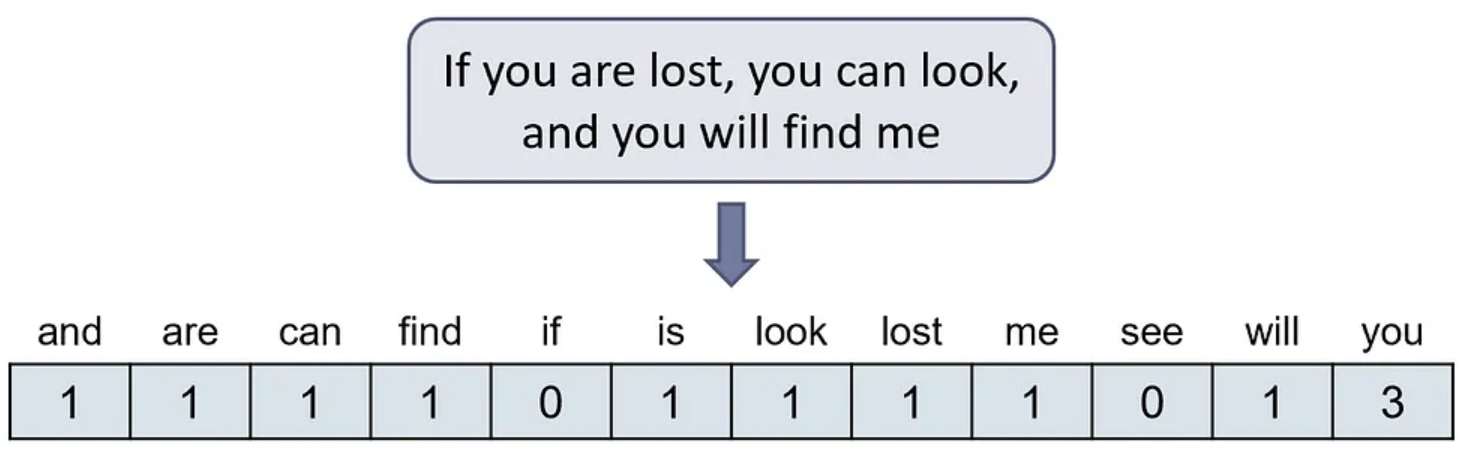 If you are lost, you can look,
and you will find me
and are can find if is look lost me see will you
1 1 1 1 0 1 1 1 1 0 1 3